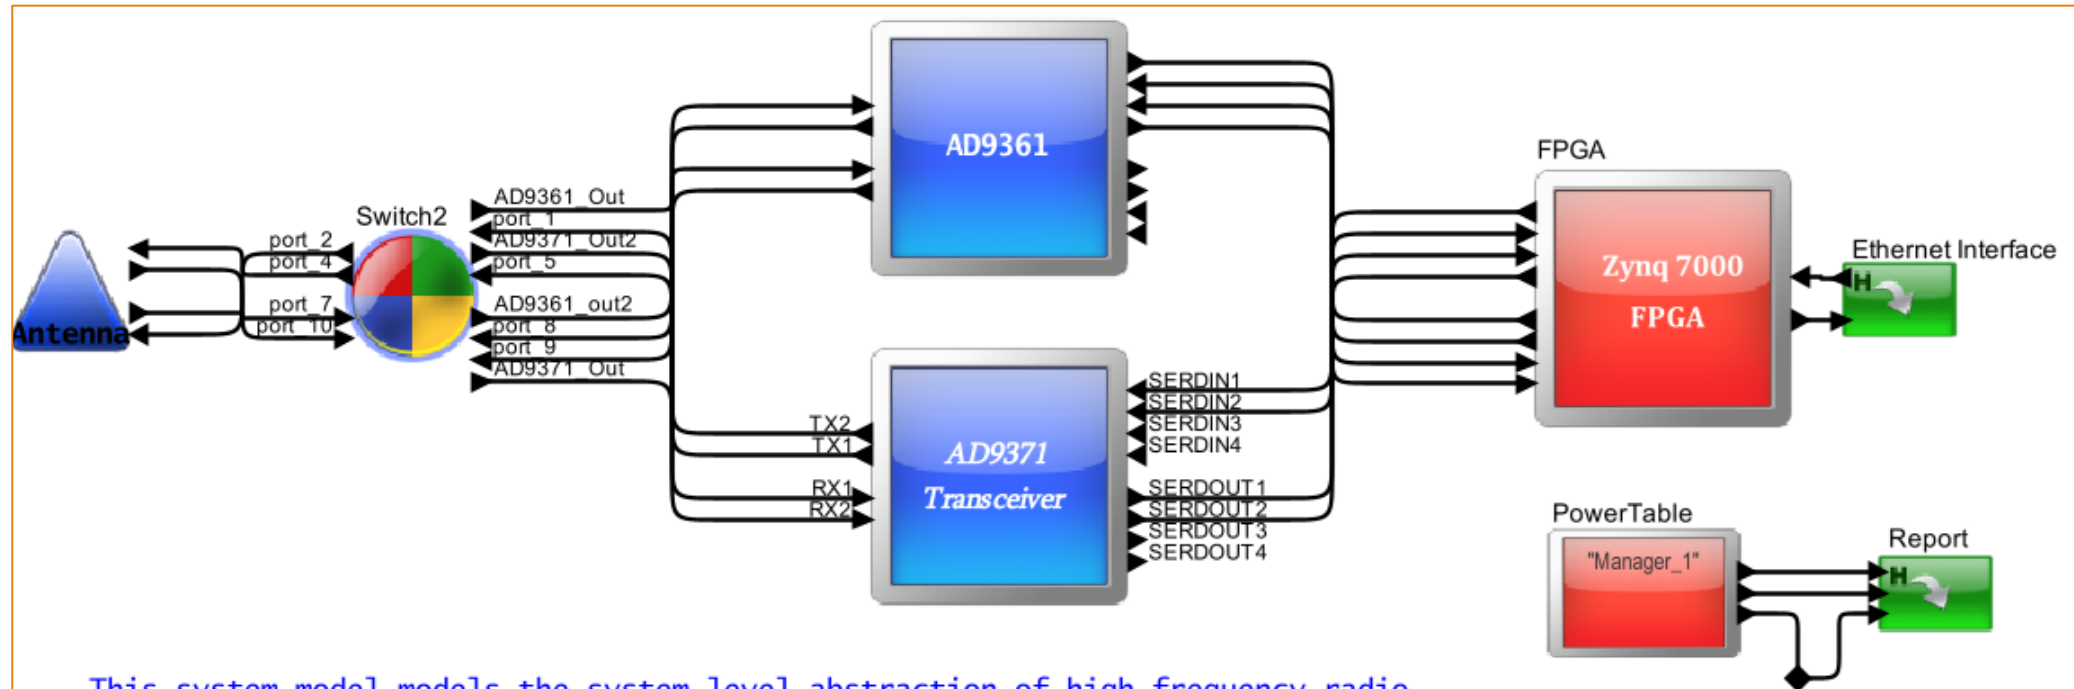 AD9361
FPGA
Zynq 7000
FPGA
Ethernet Interface
H
Switch2
Antenna
port_2
port_4
port_7
port_10
AD9361_Out
port_1
AD9371_Out2
port_5
AD9361_out2
port_8
port_9
AD9371_Out
TX2
TX1
RX1
RX2
AD9371
Transceiver
SERDIN1
SERDIN2
SERDIN3
SERDIN4
SERDOUT1
SERDOUT2
SERDOUT3
SERDOUT4
PowerTable
"Manager_1"
Report
H
This system model models the system level abstraction of high frequency radio